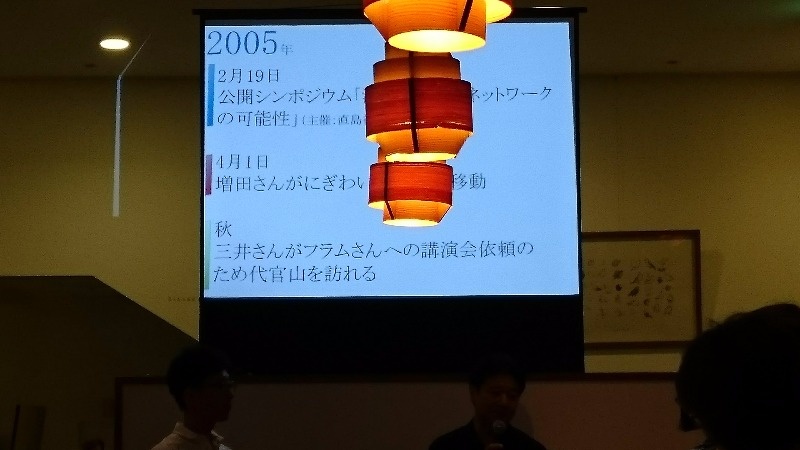 2005年
2月19日
公開シンポジウム「 ネットワーク
の可能性」(主催:直島
4月1日
増田さんがにぎわい 移動
秋
三井さんがフラムさんへの講演会依頼の
ため代官山を訪れる